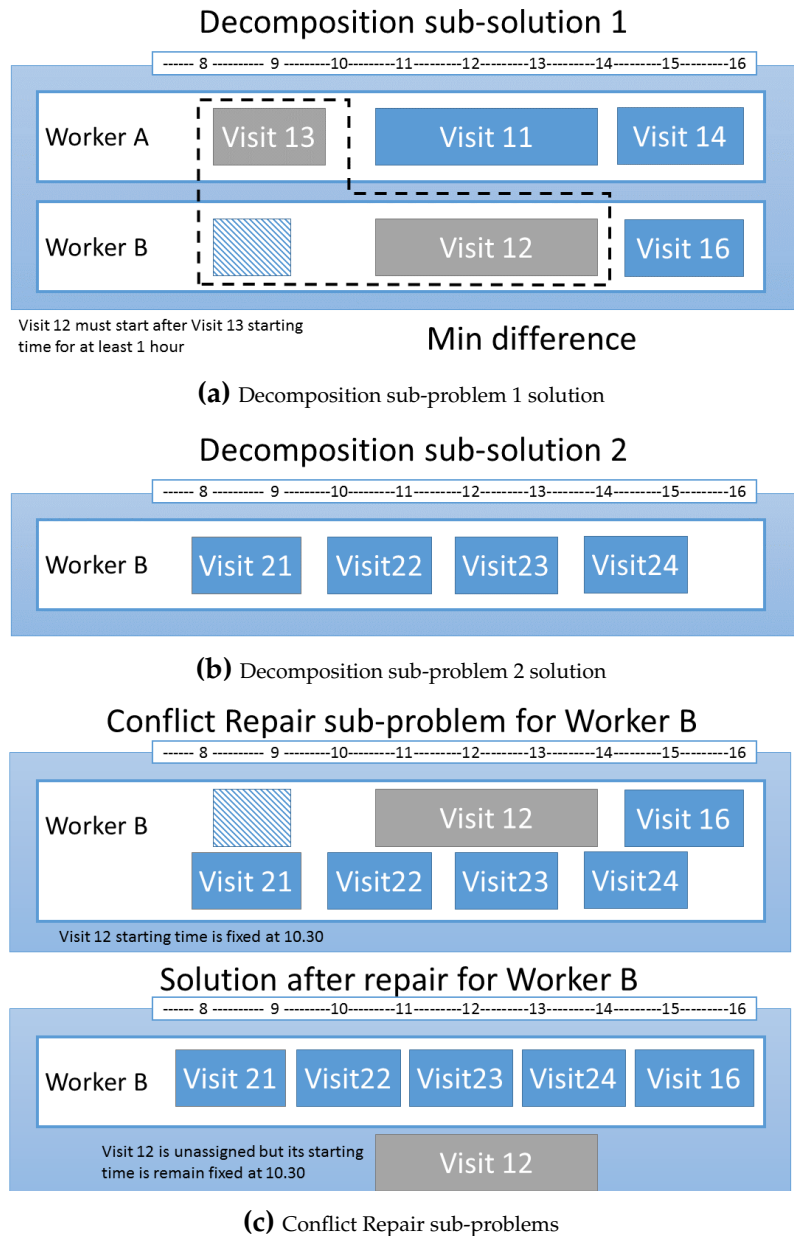 Decomposition sub-solution 1
------ 8 ---------- 9 ---------10---------11---------12---------13---------14---------15---------16
Worker A
Visit 13
Visit 11
Visit 14
Worker B
Visit 12
Visit 16
Visit 12 must start after Visit 13 starting
time for at least 1 hour
Min difference
(a) Decomposition sub-problem 1 solution
Decomposition sub-solution 2
------ 8 ---------- 9 ---------10---------11---------12---------13---------14---------15---------16
Worker B
Visit 21
Visit22
Visit23
Visit24
(b) Decomposition sub-problem 2 solution
Conflict Repair sub-problem for Worker B
------ 8 ---------- 9 ---------10---------11---------12---------13---------14---------15---------16
Worker B
Visit 12
Visit 16
Visit 21
Visit22
Visit23
Visit24
Visit 12 starting time is fixed at 10.30
Solution after repair for Worker B
------ 8 ---------- 9 ---------10---------11---------12---------13---------14---------15---------16
Worker B
Visit 21
Visit22
Visit23
Visit24
Visit 16
Visit 12 is unassigned but its starting
time is remain fixed at 10.30
Visit 12
(c) Conflict Repair sub-problems